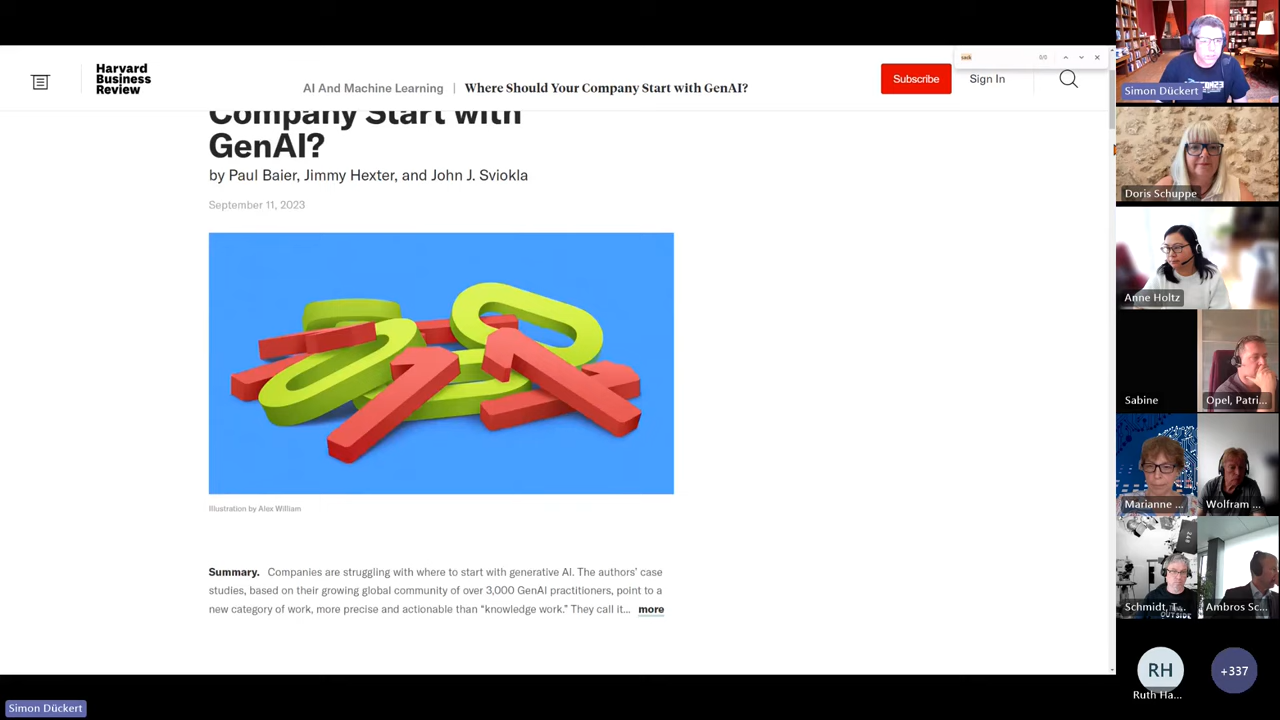 Harvard
Business
Review
AI And Machine Learning | Where Should Your Company Start with GenAI?
Subscribe
Sign In
0/0
Company Start with
GenAI?
by Paul Baier, Jimmy Hexter, and John J. Sviokla
September 11, 2023
Illustration by Alex William
Summary. Companies are struggling with where to start with generative AI. The authors' case
studies, based on their growing global community of over 3,000 GenAI practitioners, point to a
new category of work, more precise and actionable than “knowledge work.” They call it... more
Simon Dückert
Doris Schuppe
Anne Holtz
Sabine
Opel, Patri...
Marianne ...
Wolfram ...
Schmidt, T...
Ambros Sc...
OUTSIDE
RH
Ruth Ha...
+337
Simon Dückert